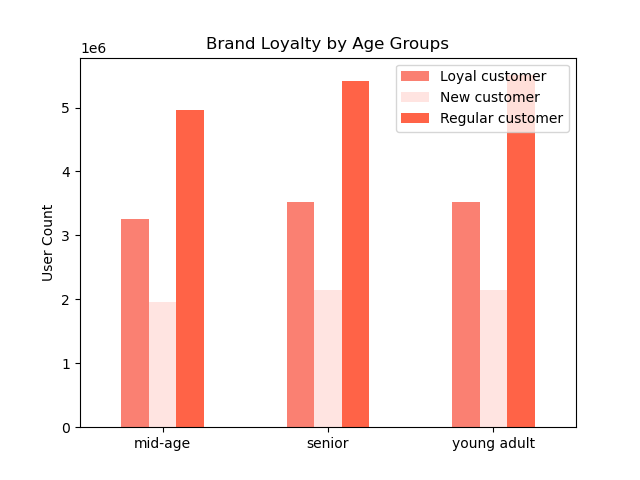 Brand Loyalty by Age Groups
1e6
Loyal customer
New customer
Regular customer
User Count
5
4
3
2
1
0
mid-age
senior
young adult